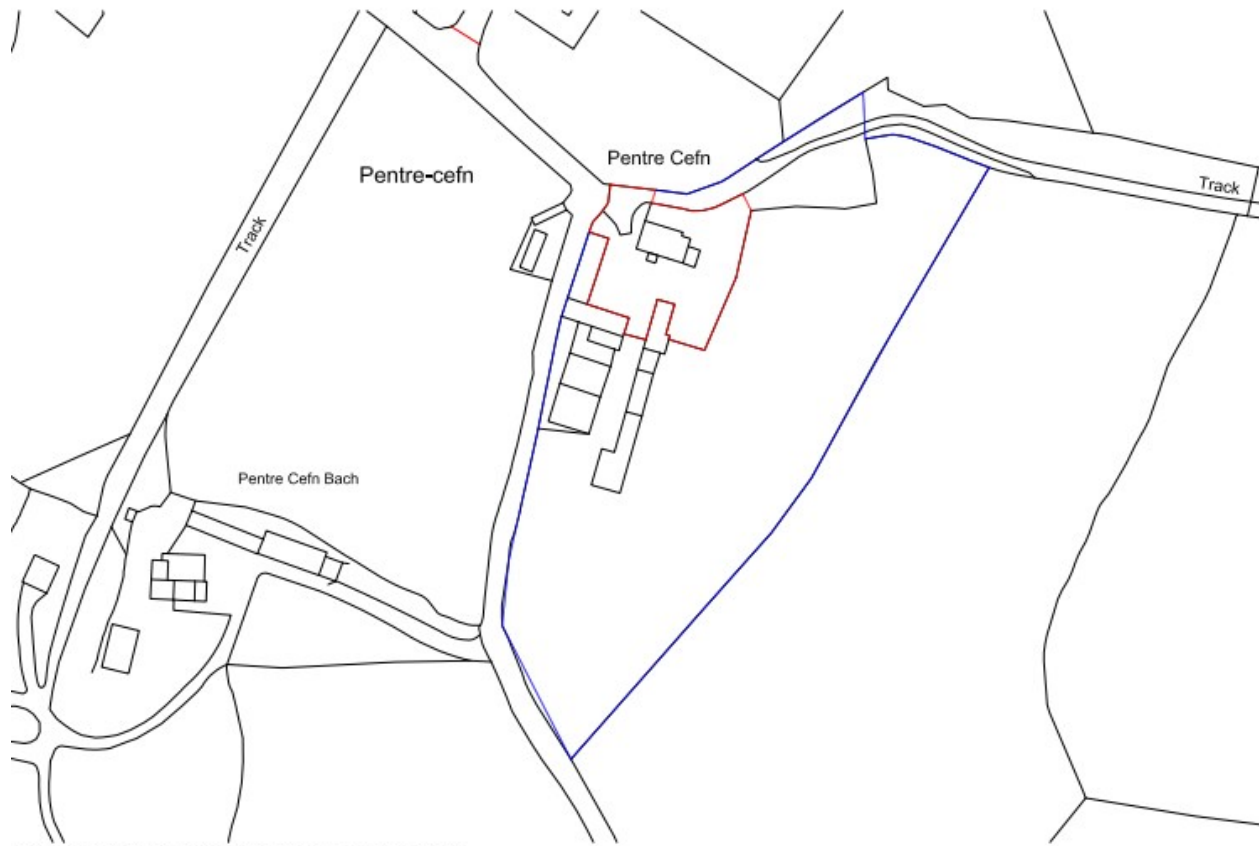 Pentre Cefn
Pentre-cefn
Track
Track
Pentre Cefn Bach